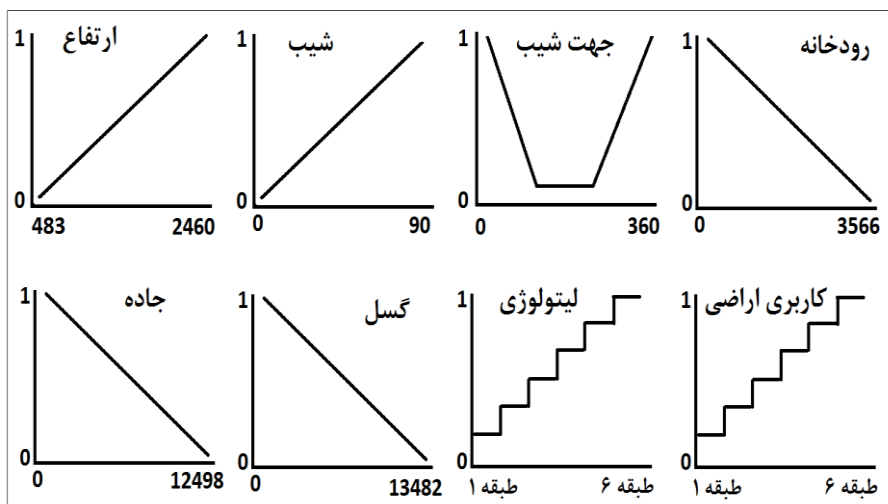 ارتفاع
1
0
483
2460
شیب
1
0
0
90
جهت شیب
1
0
0
360
رودخانه
1
0
0
3566
جاده
1
0
0
12498
گسل
1
0
0
13482
لیتولوژی
1
0
طبقه ۱
طبقه ۶
کاربری اراضی
1
0
طبقه ۱
طبقه ۶